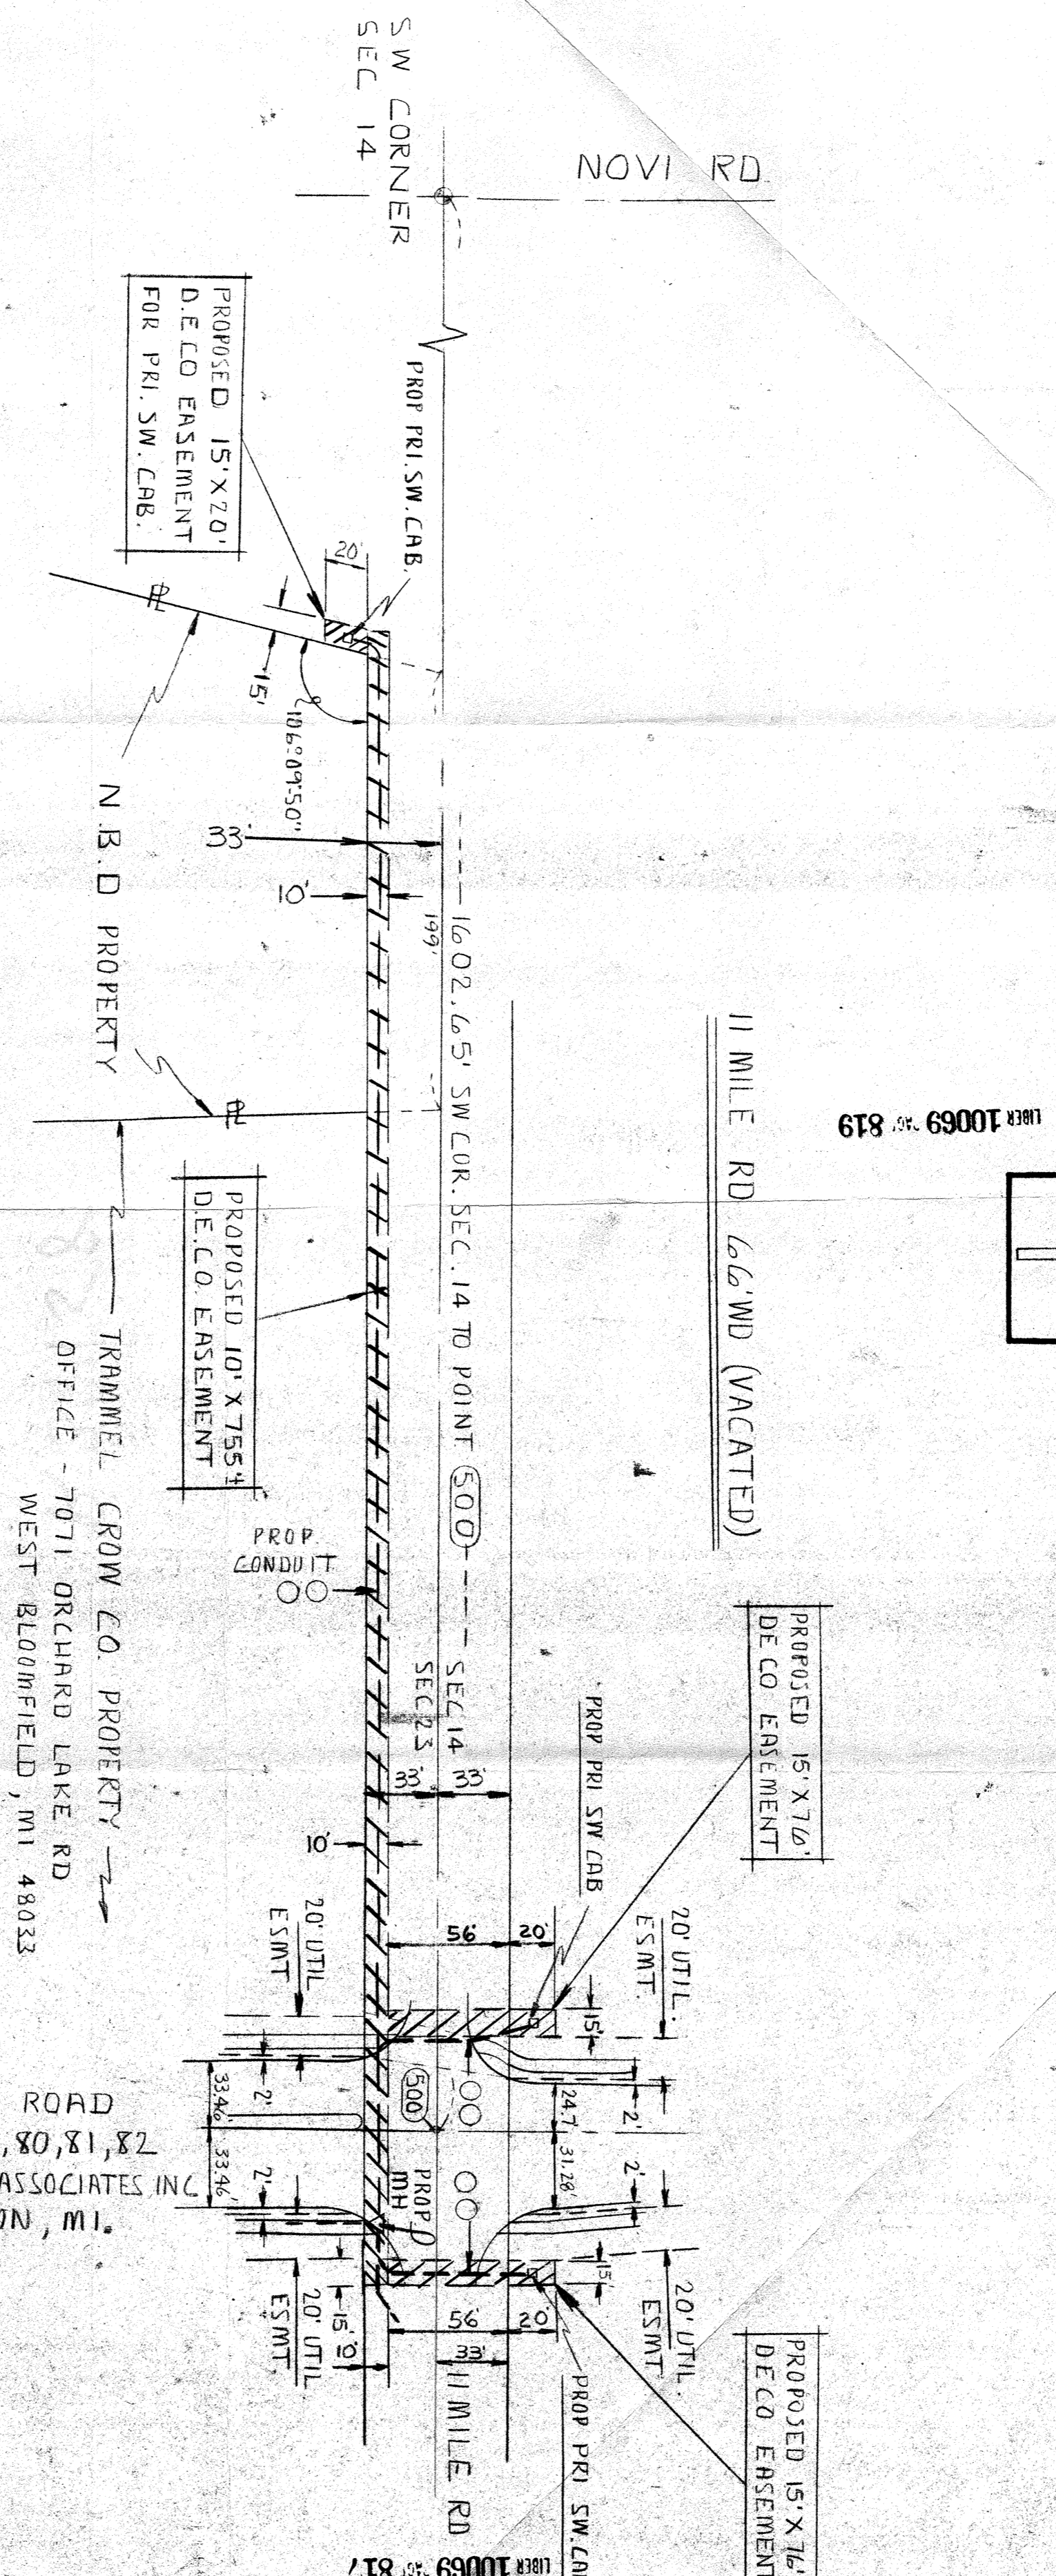 NOVI RD
SW CORNER
SEC 14
PROPOSED 15'X20'
D.E CO EASEMENT
FOR PRI. SW. CAB.
PROP PRI.SW.CAB.
20'
15'
106°09'50"
33'
10'
199'
N.B.D PROPERTY
1602.65' SW COR. SEC. 14 TO POINT 500
11 MILE RD 66'WD (VACATED)
LIBER 10069 PAGE 819
PROPOSED 10' X 755'±
D.E.CO. EASEMENT
TRAMMEL CROW CO. PROPERTY
OFFICE - 7071 ORCHARD LAKE RD
WEST BLOOMFIELD, MI 48033
PROP.
CONDUIT
SEC 14
SEC 23
33' 33'
10'
PROP PRI SW CAB
PROPOSED 15'X76'
DE CO EASEMENT
20' UTIL
ESMT
20' UTIL.
ESMT.
56' 20'
15'
2'
33.46'
33.46'
2'
500
24.7'
31.28'
2'
2'
PROP
MH
ROAD
,80,81,82
ASSOCIATES INC
ON, MI.
20' UTIL
ESMT
15'
10'
56' 20'
33'
15'
20' UTIL.
ESMT
11 MILE RD
PROP PRI SW.CA
PROPOSED 15'X76'
DECO EASEMENT
LIBER 10069 PAGE 817